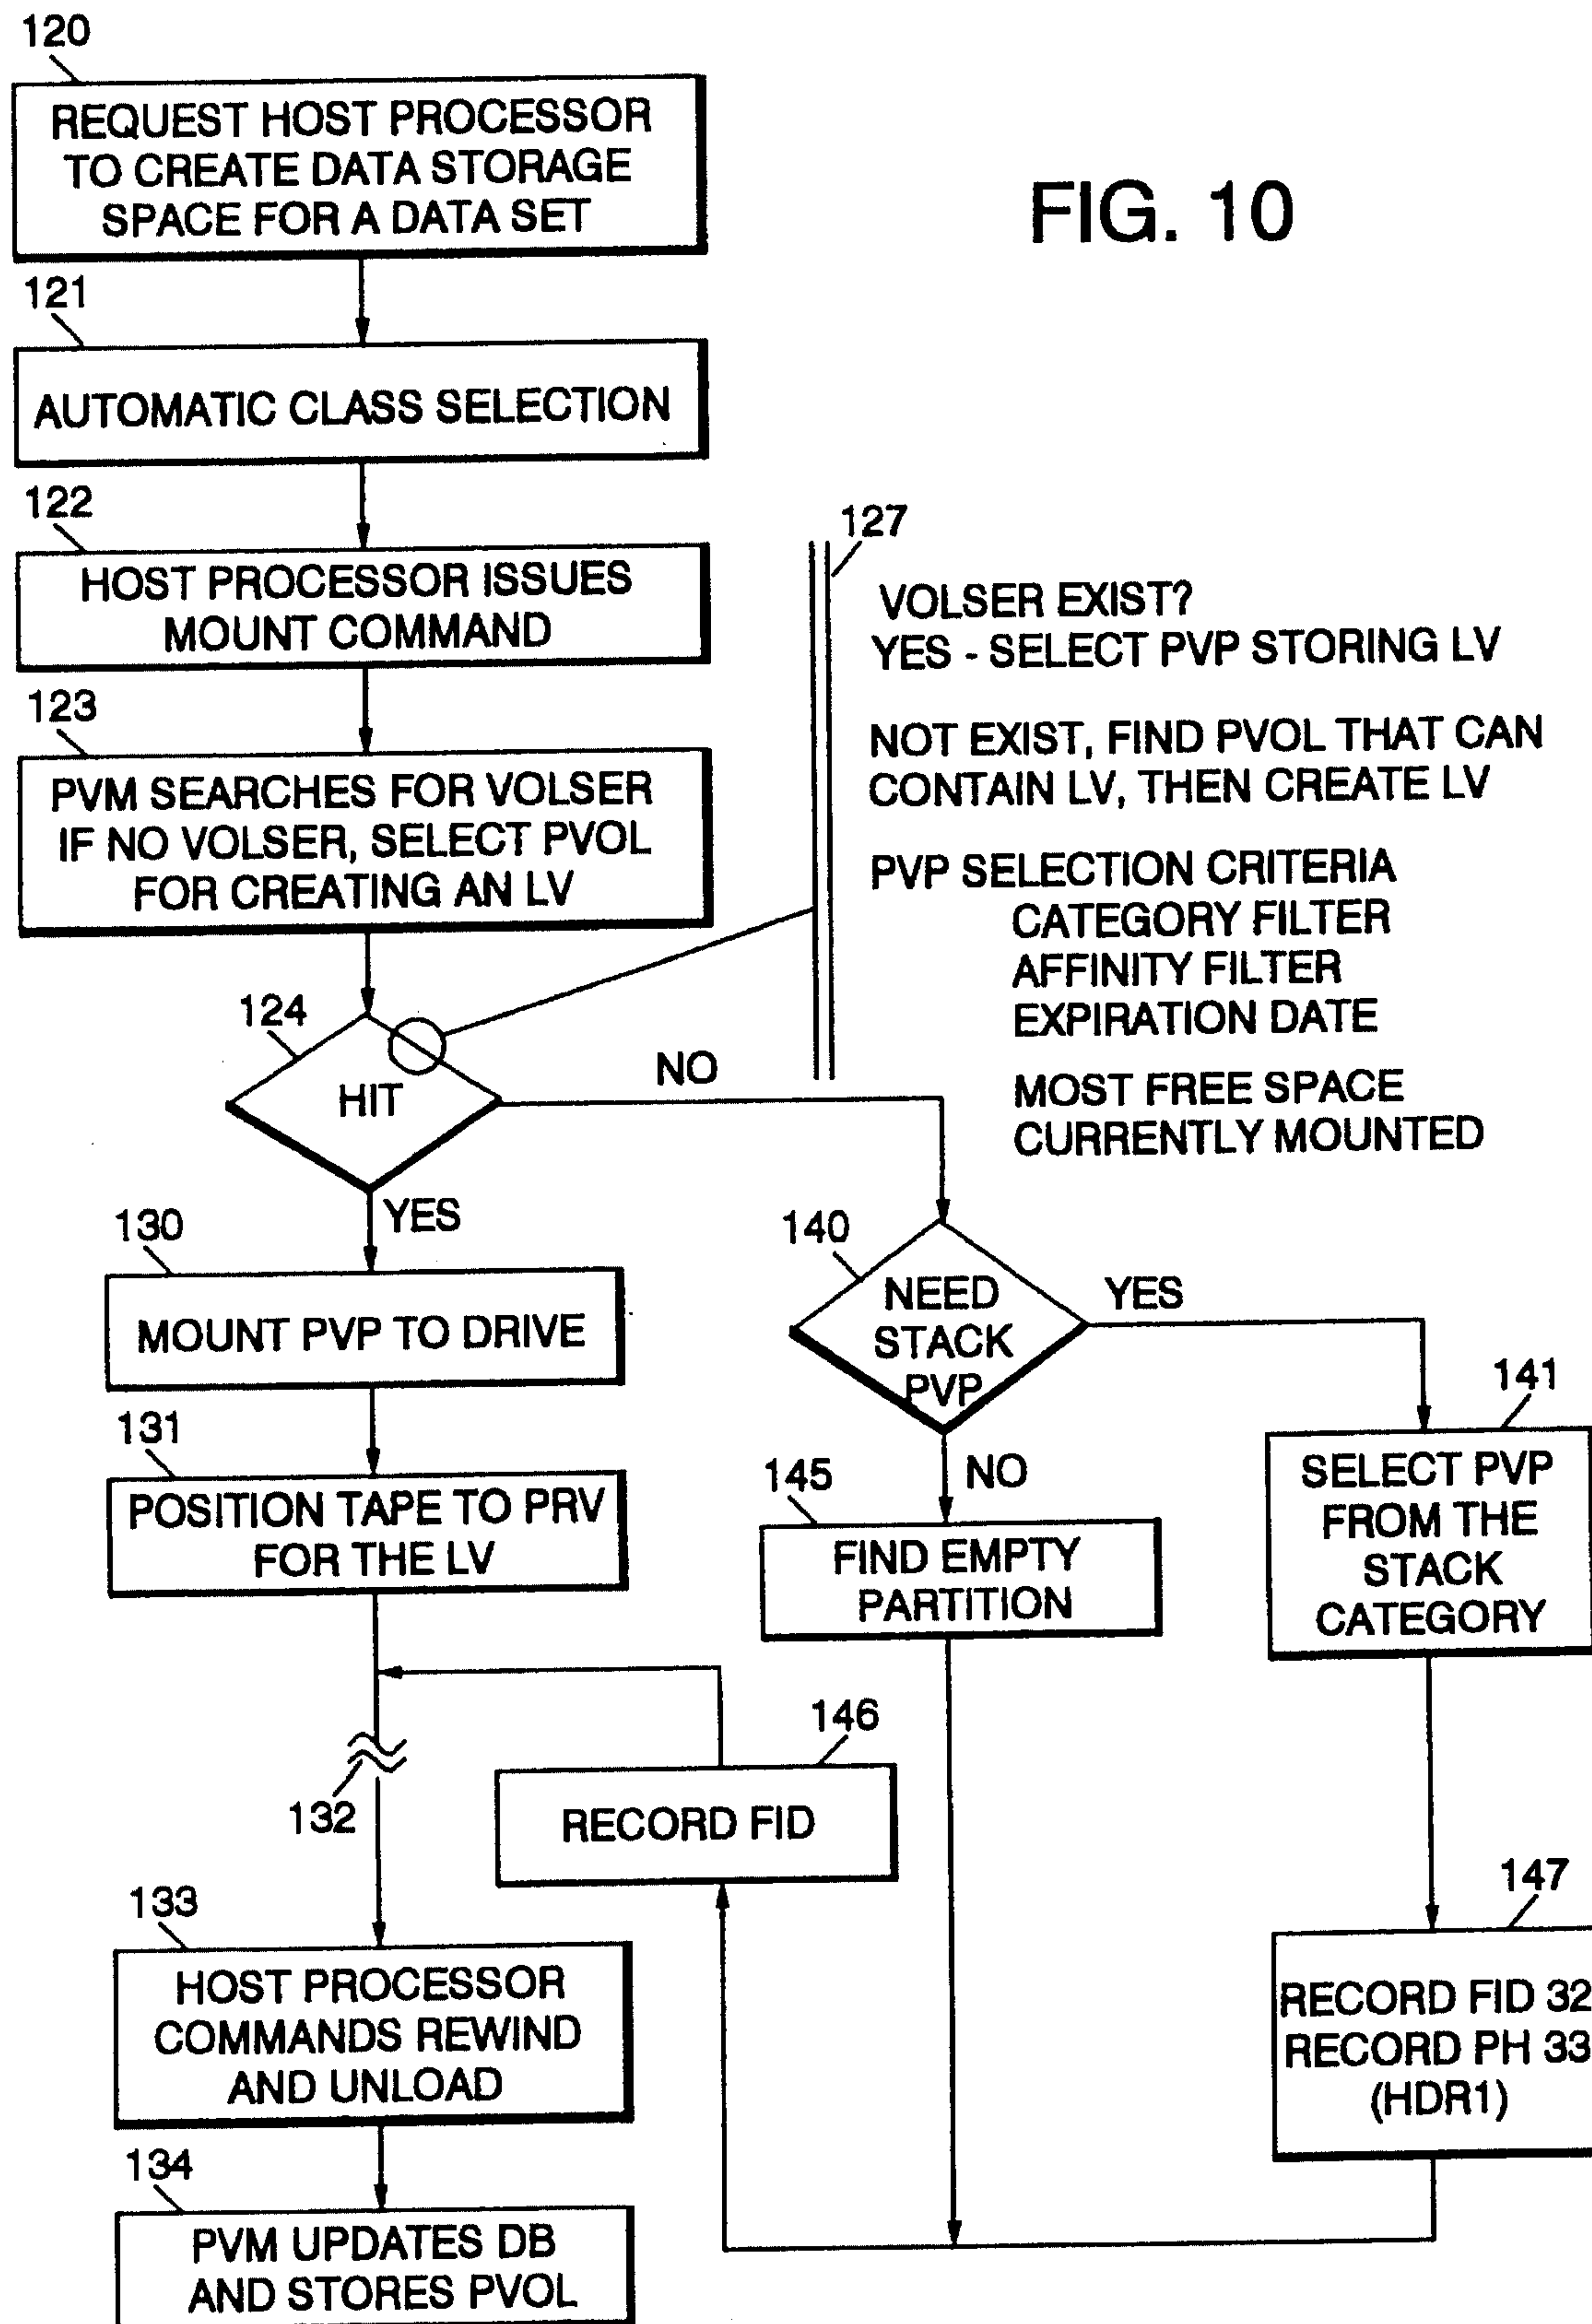 120
REQUEST HOST PROCESSOR
TO CREATE DATA STORAGE
SPACE FOR A DATA SET
FIG. 10
121
AUTOMATIC CLASS SELECTION
122
HOST PROCESSOR ISSUES
MOUNT COMMAND
127
VOLSER EXIST?
YES - SELECT PVP STORING LV
NOT EXIST, FIND PVOL THAT CAN
CONTAIN LV, THEN CREATE LV
PVP SELECTION CRITERIA
CATEGORY FILTER
AFFINITY FILTER
EXPIRATION DATE
MOST FREE SPACE
CURRENTLY MOUNTED
123
PVM SEARCHES FOR VOLSER
IF NO VOLSER, SELECT PVOL
FOR CREATING AN LV
124
HIT
NO
YES
130
MOUNT PVP TO DRIVE
131
POSITION TAPE TO PRV
FOR THE LV
132
133
HOST PROCESSOR
COMMANDS REWIND
AND UNLOAD
134
PVM UPDATES DB
AND STORES PVOL
140
NEED
STACK
PVP
YES
NO
145
FIND EMPTY
PARTITION
146
RECORD FID
141
SELECT PVP
FROM THE
STACK
CATEGORY
147
RECORD FID 32
RECORD PH 33
(HDR1)